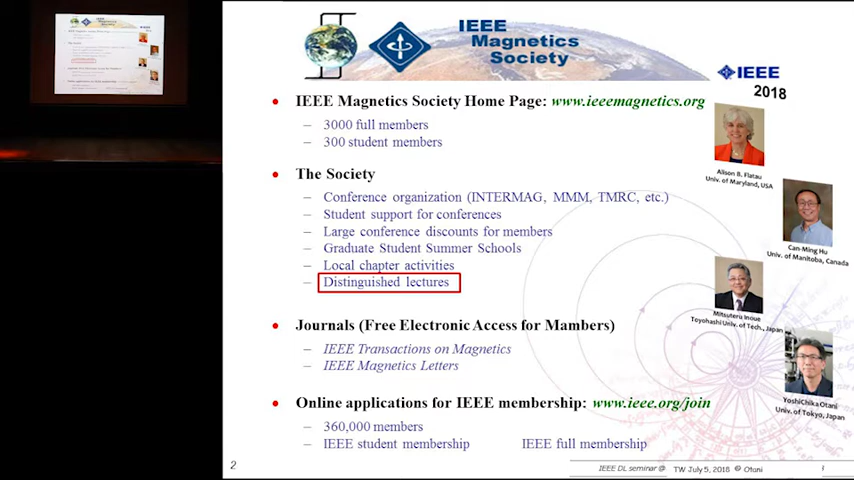 IEEE
Magnetics
Society
IEEE
2018
IEEE Magnetics Society Home Page: www.ieeemagnetics.org
– 3000 full members
– 300 student members
Alison B. Flatau
Univ. of Maryland, USA
The Society
– Conference organization (INTERMAG, MMM, TMRC, etc.)
– Student support for conferences
– Large conference discounts for members
– Graduate Student Summer Schools
– Local chapter activities
– Distinguished lectures
Can-Ming Hu
Univ. of Manitoba, Canada
Mitsuteru Inoue
Toyohashi Univ. of Tech., Japan
Journals (Free Electronic Access for Mambers)
– IEEE Transactions on Magnetics
– IEEE Magnetics Letters
YoshiChika Otani
Univ. of Tokyo, Japan
Online applications for IEEE membership: www.ieee.org/join
– 360,000 members
– IEEE student membership IEEE full membership
2
IEEE DL seminar @ TW July 5, 2018 © Otani